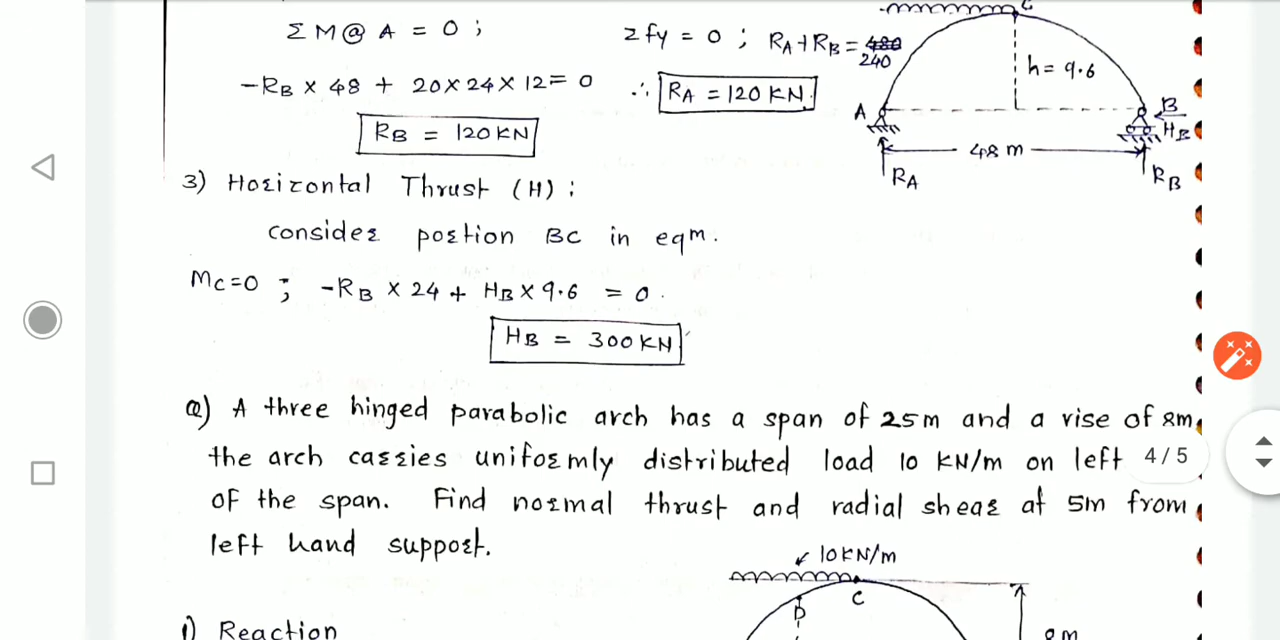 Σ M @ A = 0 ;
Σ fy = 0 ; RA + RB = 480
240
- RB × 48 + 20 × 24 × 12 = 0
∴ RA = 120 KN.
RB = 120 KN
C
h = 9.6
A
B
HB
48 m
RA
RB
3) Horizontal Thrust (H) :
consider portion BC in eqm.
Mc = 0 ; - RB × 24 + HB × 9.6 = 0.
HB = 300 KN
Q) A three hinged parabolic arch has a span of 25m and a rise of 8m,
the arch carries uniformly distributed load 10 KN/m on left
4/5
of the span. Find normal thrust and radial shear at 5m from
left hand support.
10 KN/m
C
D
8m
1) Reaction